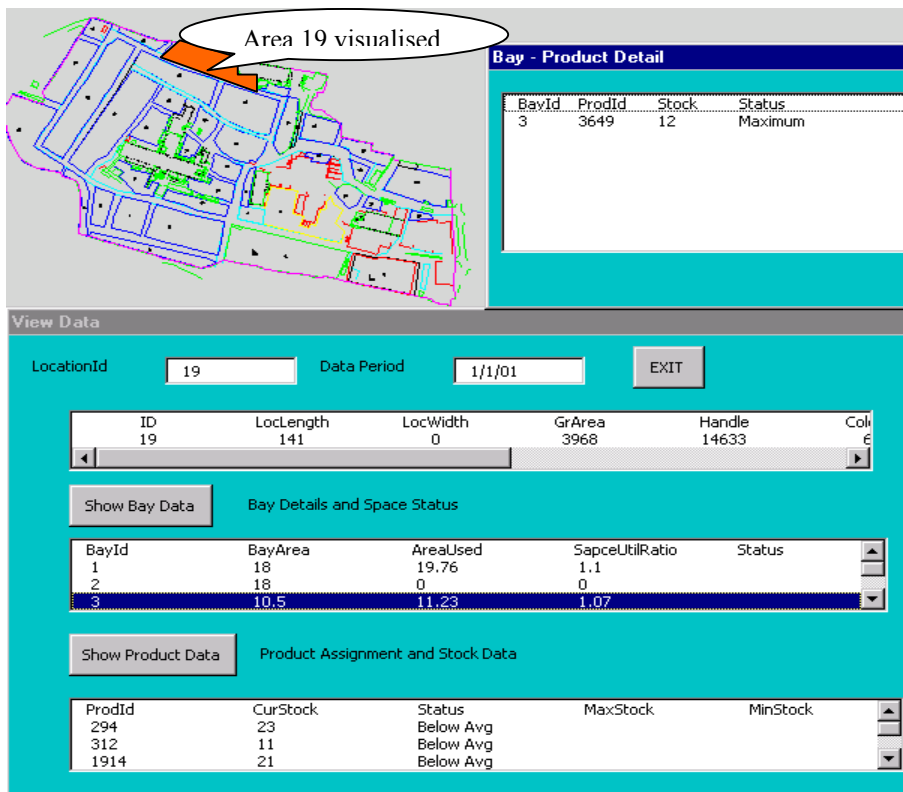 Area 19 visualised
Bay - Product Detail
BayId ProdId Stock Status
3 3649 12 Maximum
View Data
LocationId 19 Data Period 1/1/01 EXIT
ID LocLength LocWidth GrArea Handle
19 141 0 3968 14633
Show Bay Data Bay Details and Space Status
BayId BayArea AreaUsed SapceUtilRatio Status
1 18 19.76 1.1
2 18 0 0
3 10.5 11.23 1.07
Show Product Data Product Assignment and Stock Data
ProdId CurStock Status MaxStock MinStock
294 23 Below Avg
312 11 Below Avg
1914 21 Below Avg